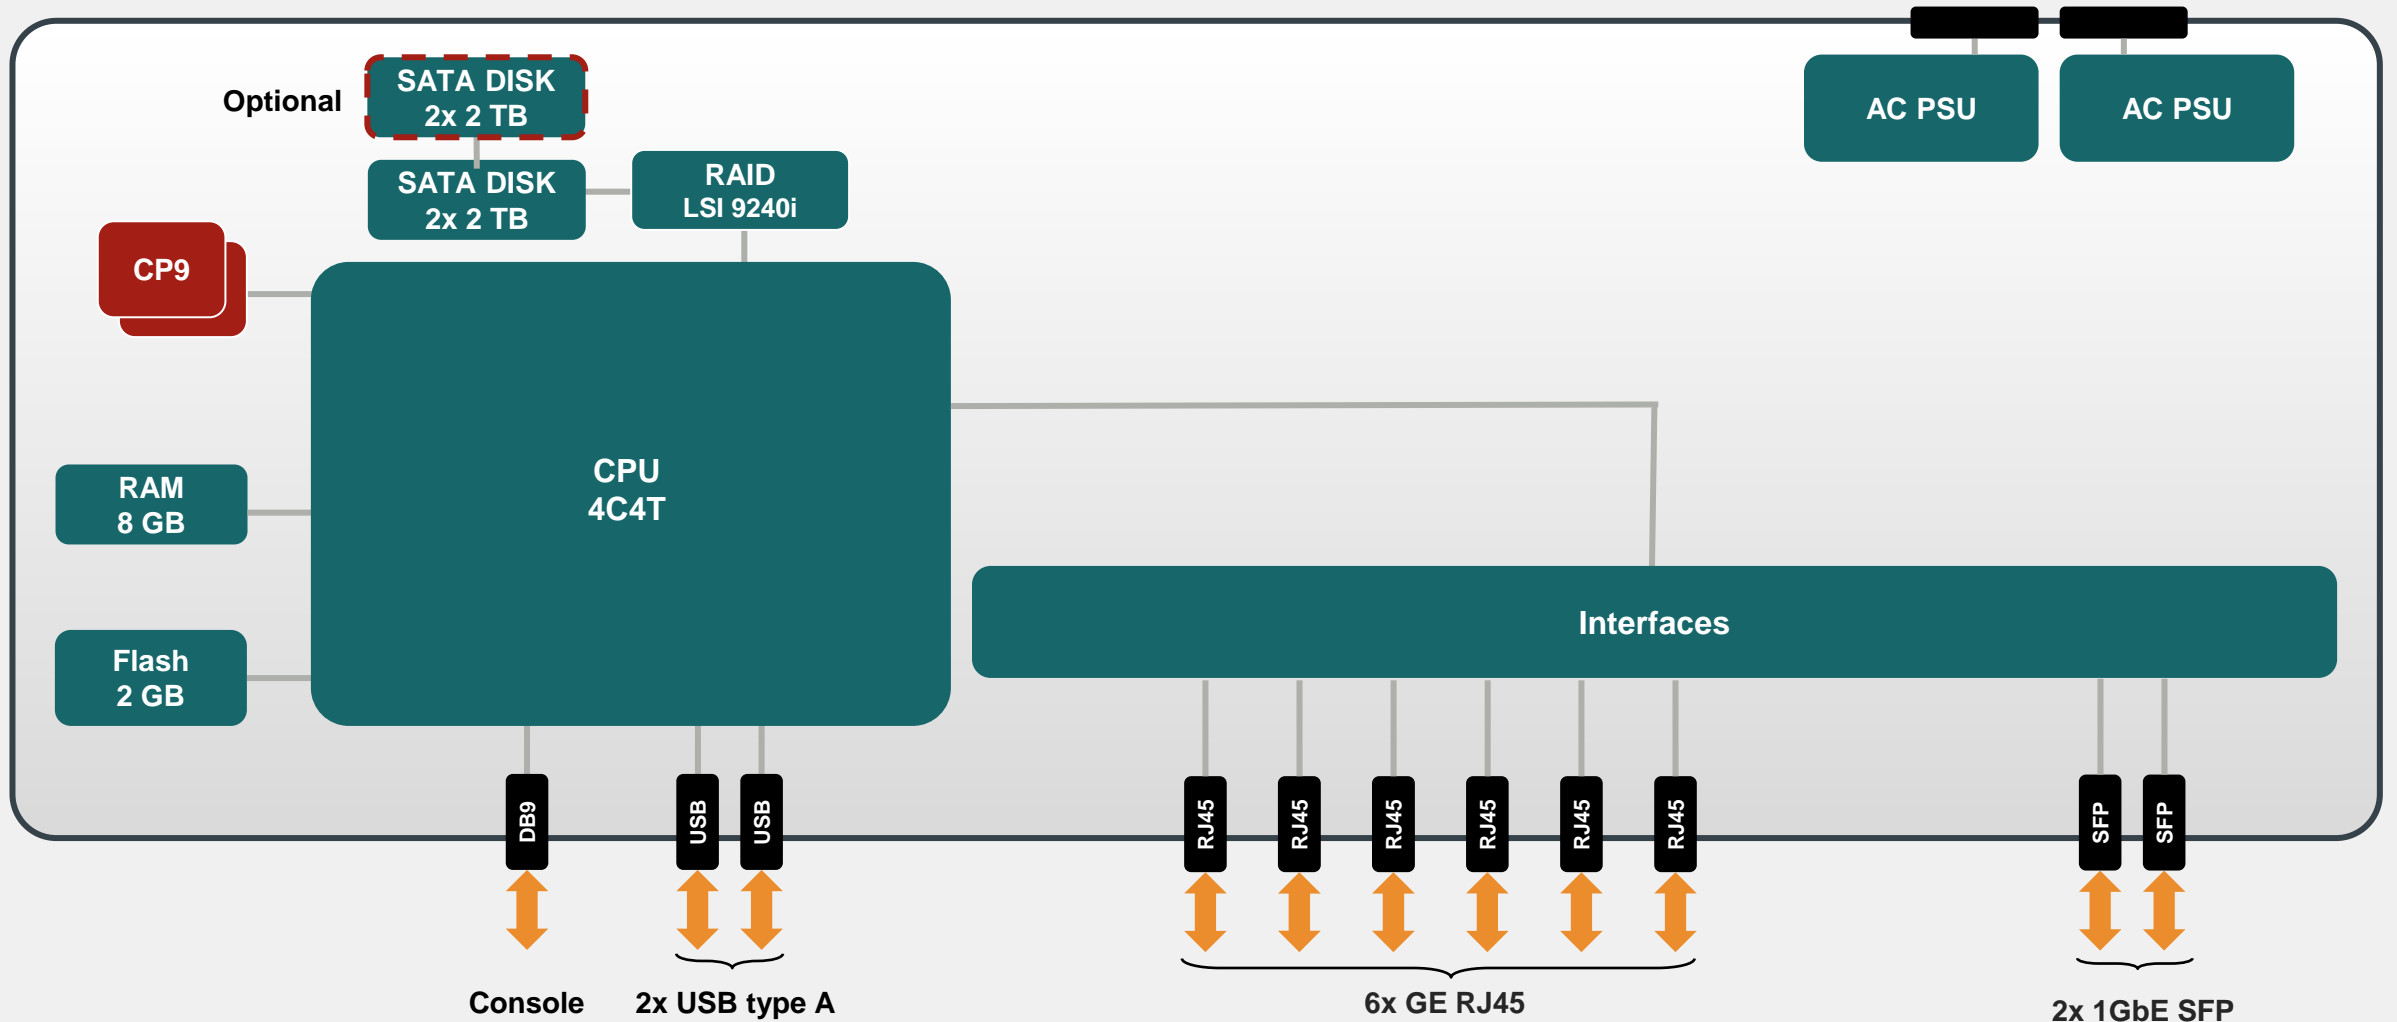 Optional
SATA DISK
2x 2 TB
SATA DISK
2x 2 TB
RAID
LSI 9240i
AC PSU
AC PSU
CP9
CPU
4C4T
RAM
8 GB
Flash
2 GB
Interfaces
DB9
USB
USB
RJ45
RJ45
RJ45
RJ45
RJ45
RJ45
SFP
SFP
Console
2x USB type A
6x GE RJ45
2x 1GbE SFP